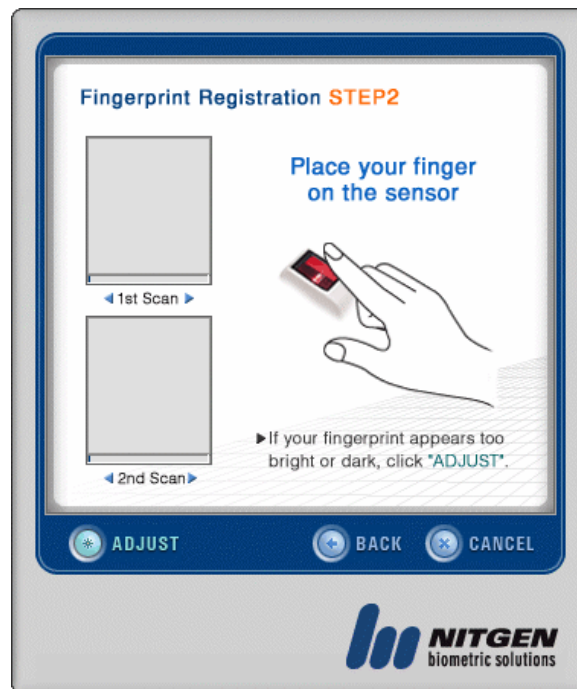 Fingerprint Registration STEP2
Place your finger
on the sensor
1st Scan
2nd Scan
If your fingerprint appears too
bright or dark, click "ADJUST".
ADJUST
BACK
CANCEL
NITGEN
biometric solutions